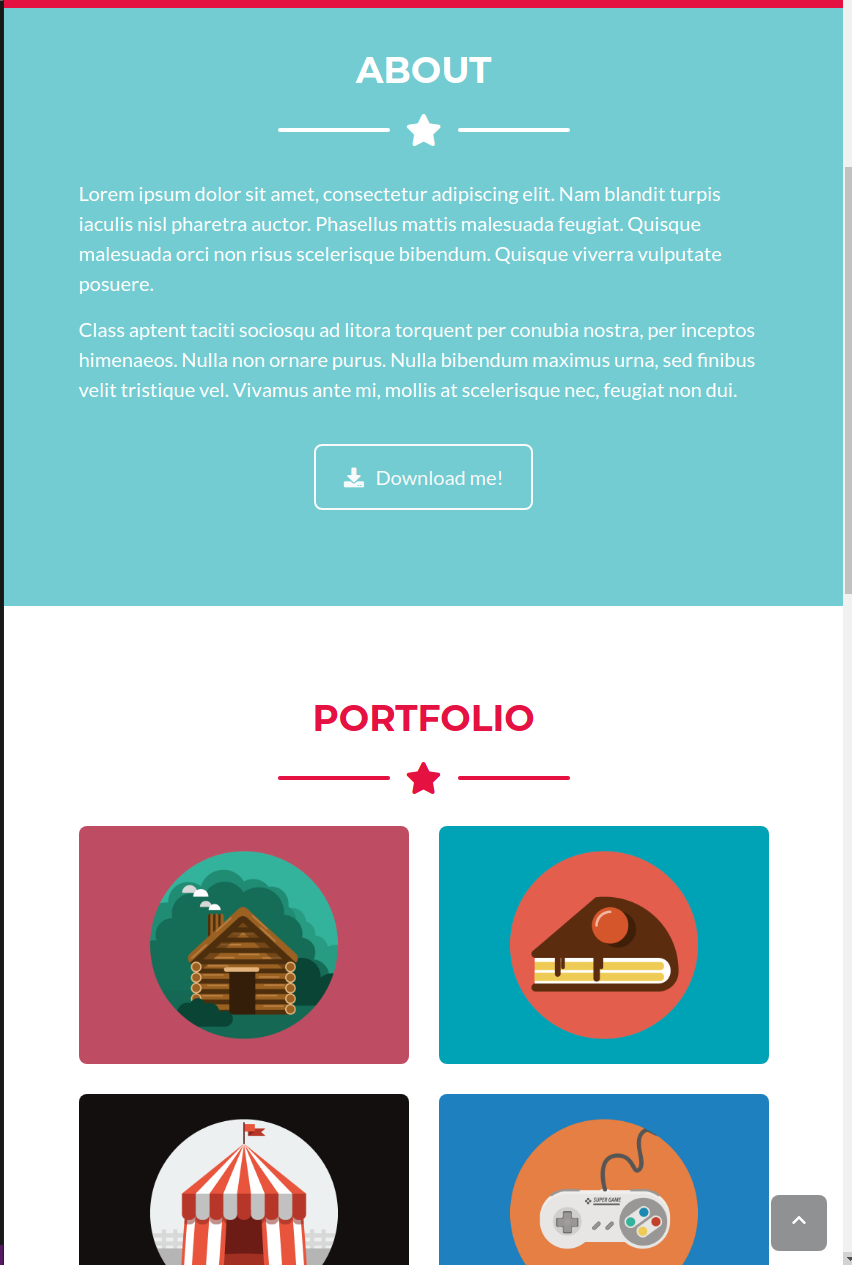 ABOUT
Lorem ipsum dolor sit amet, consectetur adipiscing elit. Nam blandit turpis
iaculis nisl pharetra auctor. Phasellus mattis malesuada feugiat. Quisque
malesuada orci non risus scelerisque bibendum. Quisque viverra vulputate
posuere.
Class aptent taciti sociosqu ad litora torquent per conubia nostra, per inceptos
himenaeos. Nulla non ornare purus. Nulla bibendum maximus urna, sed finibus
velit tristique vel. Vivamus ante mi, mollis at scelerisque nec, feugiat non dui.
Download me!
PORTFOLIO
SUPER GAME